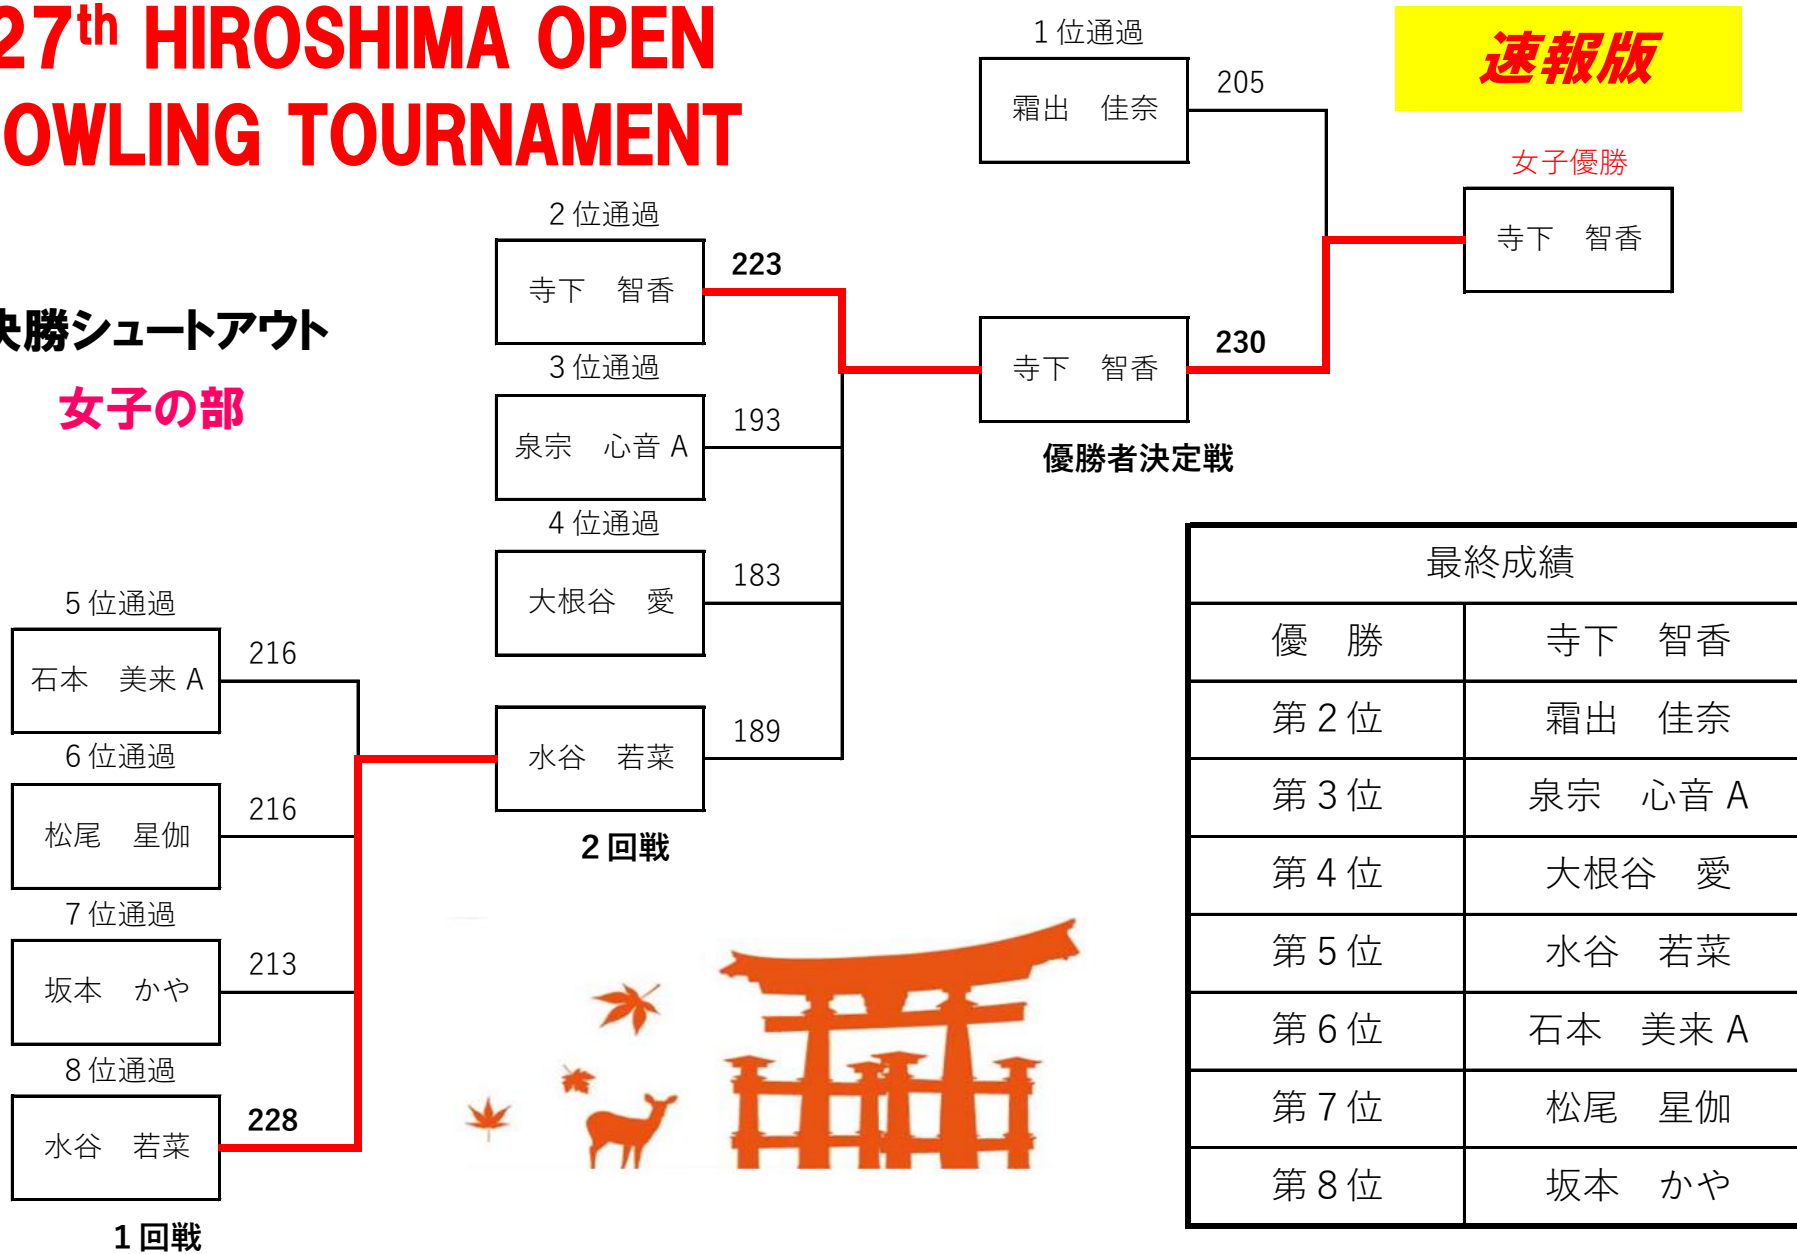 27th HIROSHIMA OPEN
OWLING TOURNAMENT
速報版
決勝シュートアウト
女子の部
1位通過
霜出 佳奈
205
女子優勝
寺下 智香
2位通過
寺下 智香
223
3位通過
泉宗 心音 A
193
4位通過
大根谷 愛
183
水谷 若菜
189
2回戦
寺下 智香
230
優勝者決定戦
5位通過
石本 美来 A
216
6位通過
松尾 星伽
216
7位通過
坂本 かや
213
8位通過
水谷 若菜
228
1回戦
最終成績
優 勝 寺下 智香
第2位 霜出 佳奈
第3位 泉宗 心音 A
第4位 大根谷 愛
第5位 水谷 若菜
第6位 石本 美来 A
第7位 松尾 星伽
第8位 坂本 かや